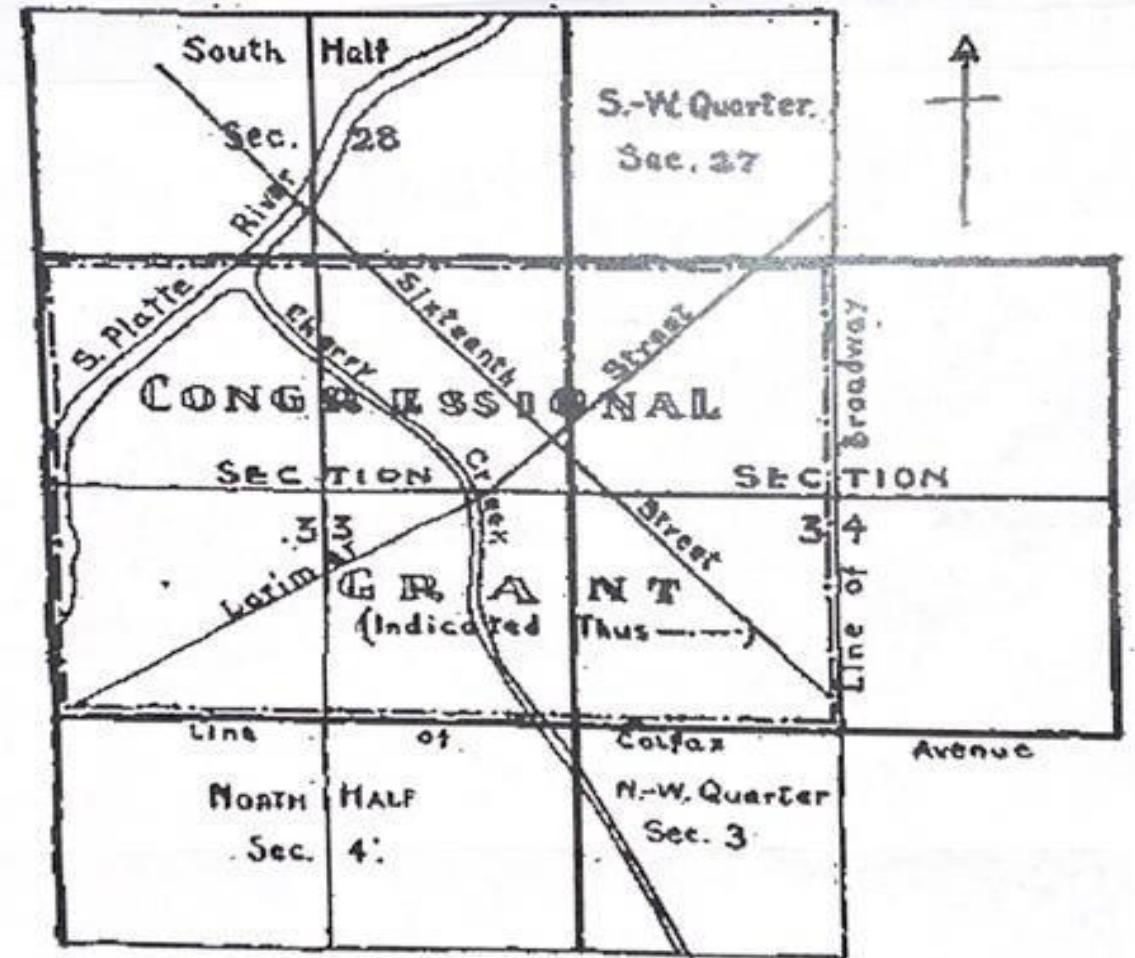 South Half
Sec. 28
S.-W. Quarter.
Sec. 27
River
S. Platte
Sixteenth
Street
Cherry
Creek
Street
Line of Broadway
CONGRESSIONAL
SECTION
SECTION
33
34
Larimer
GRANT
(Indicated Thus —·—·—)
Line of Colfax Avenue
NORTH HALF
Sec. 4.
N.-W. Quarter
Sec. 3